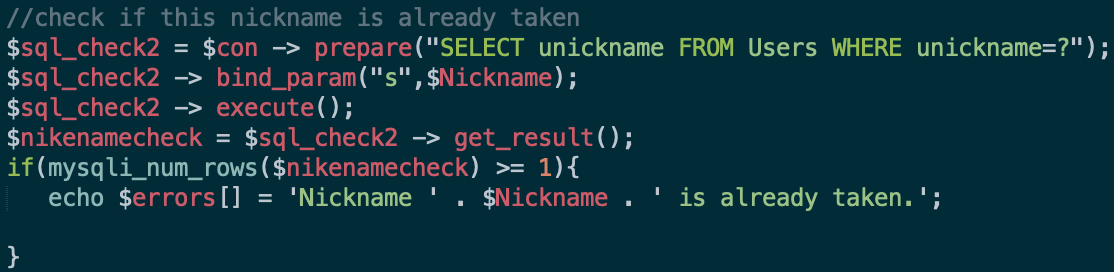 //check if this nickname is already taken
$sql_check2 = $con -> prepare("SELECT unickname FROM Users WHERE unickname=?");
$sql_check2 -> bind_param("s",$Nickname);
$sql_check2 -> execute();
$nikenamecheck = $sql_check2 -> get_result();
if(mysqli_num_rows($nikenamecheck) >= 1){
   echo $errors[] = 'Nickname ' . $Nickname . ' is already taken.';
}